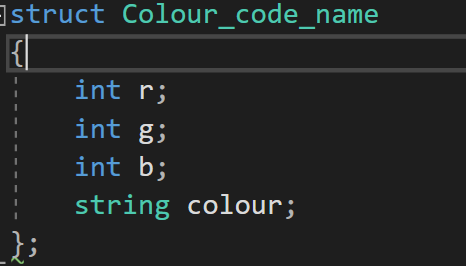 struct Colour_code_name
{
int r;
int g;
int b;
string colour;
};